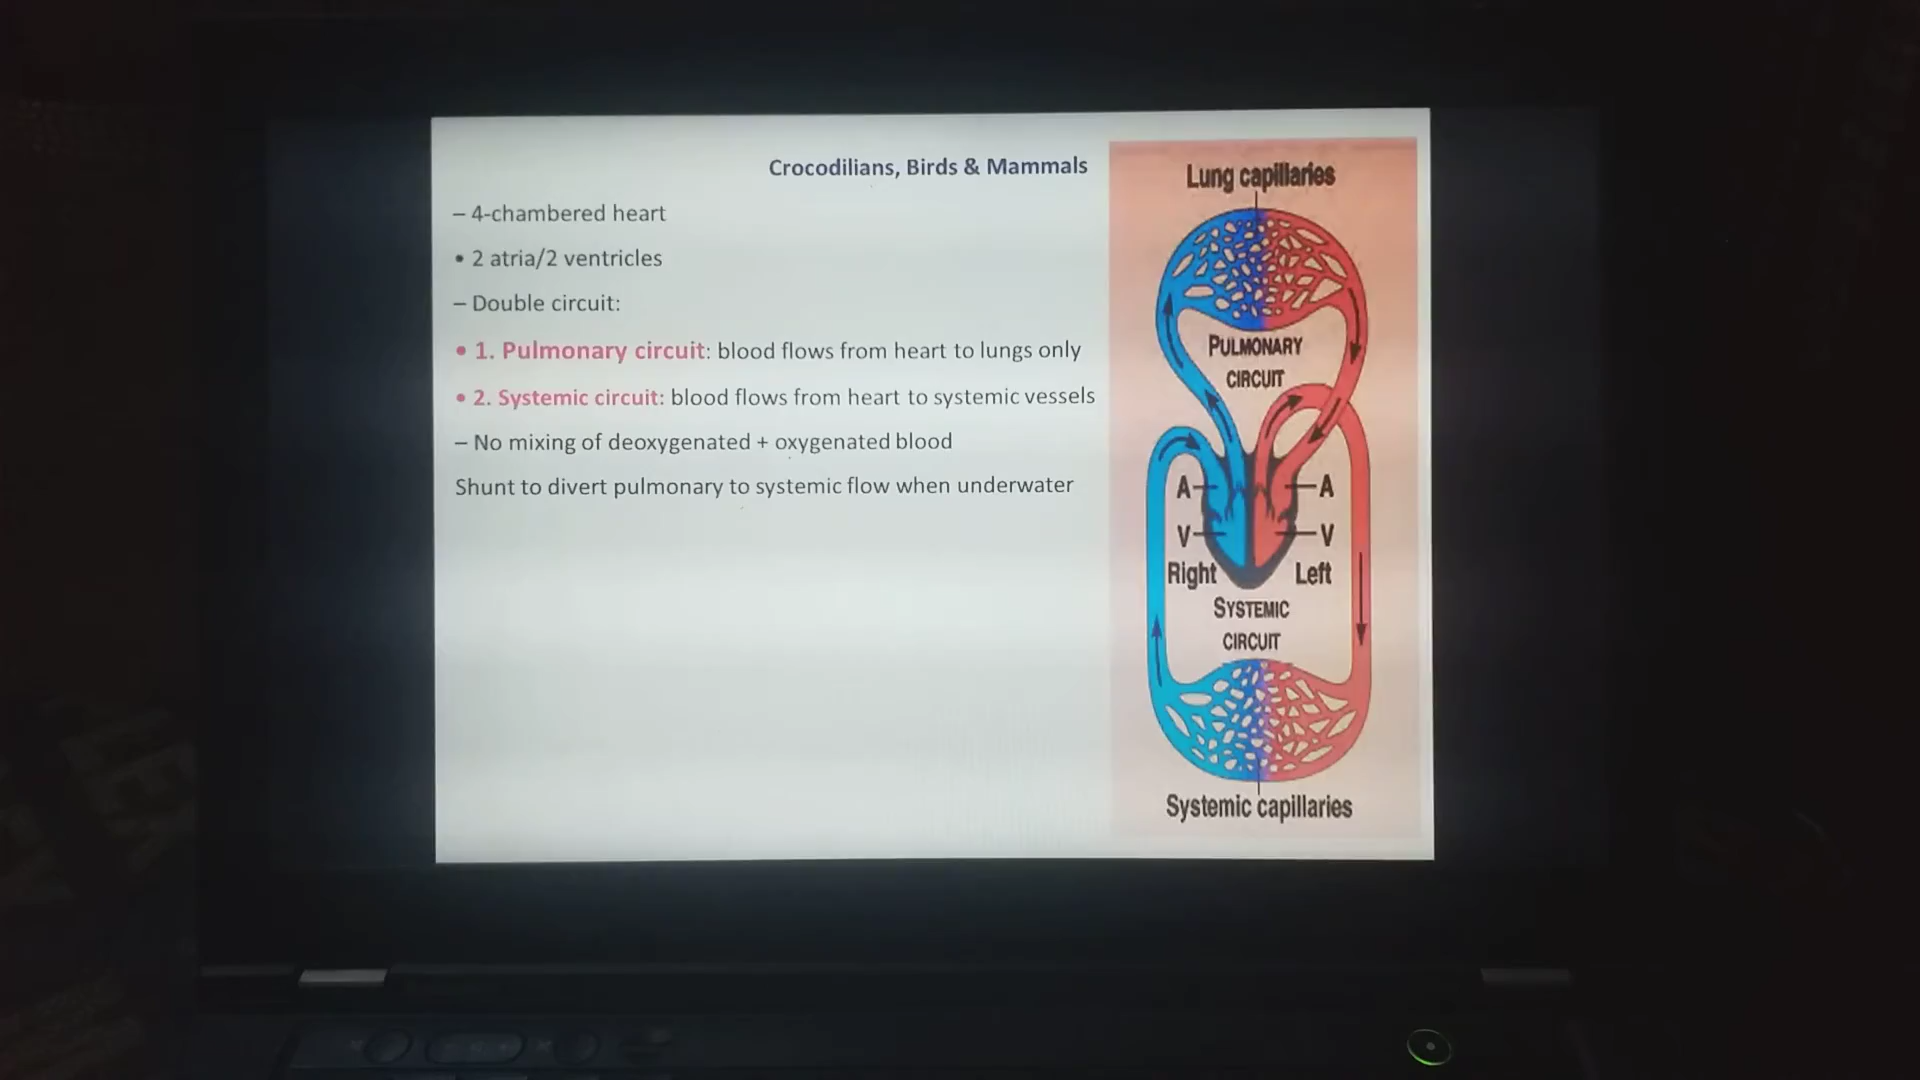 Crocodilians, Birds & Mammals
– 4-chambered heart
• 2 atria/2 ventricles
– Double circuit:
• 1. Pulmonary circuit: blood flows from heart to lungs only
• 2. Systemic circuit: blood flows from heart to systemic vessels
– No mixing of deoxygenated + oxygenated blood
Shunt to divert pulmonary to systemic flow when underwater
Lung capillaries
PULMONARY
CIRCUIT
A A
V V
Right Left
SYSTEMIC
CIRCUIT
Systemic capillaries